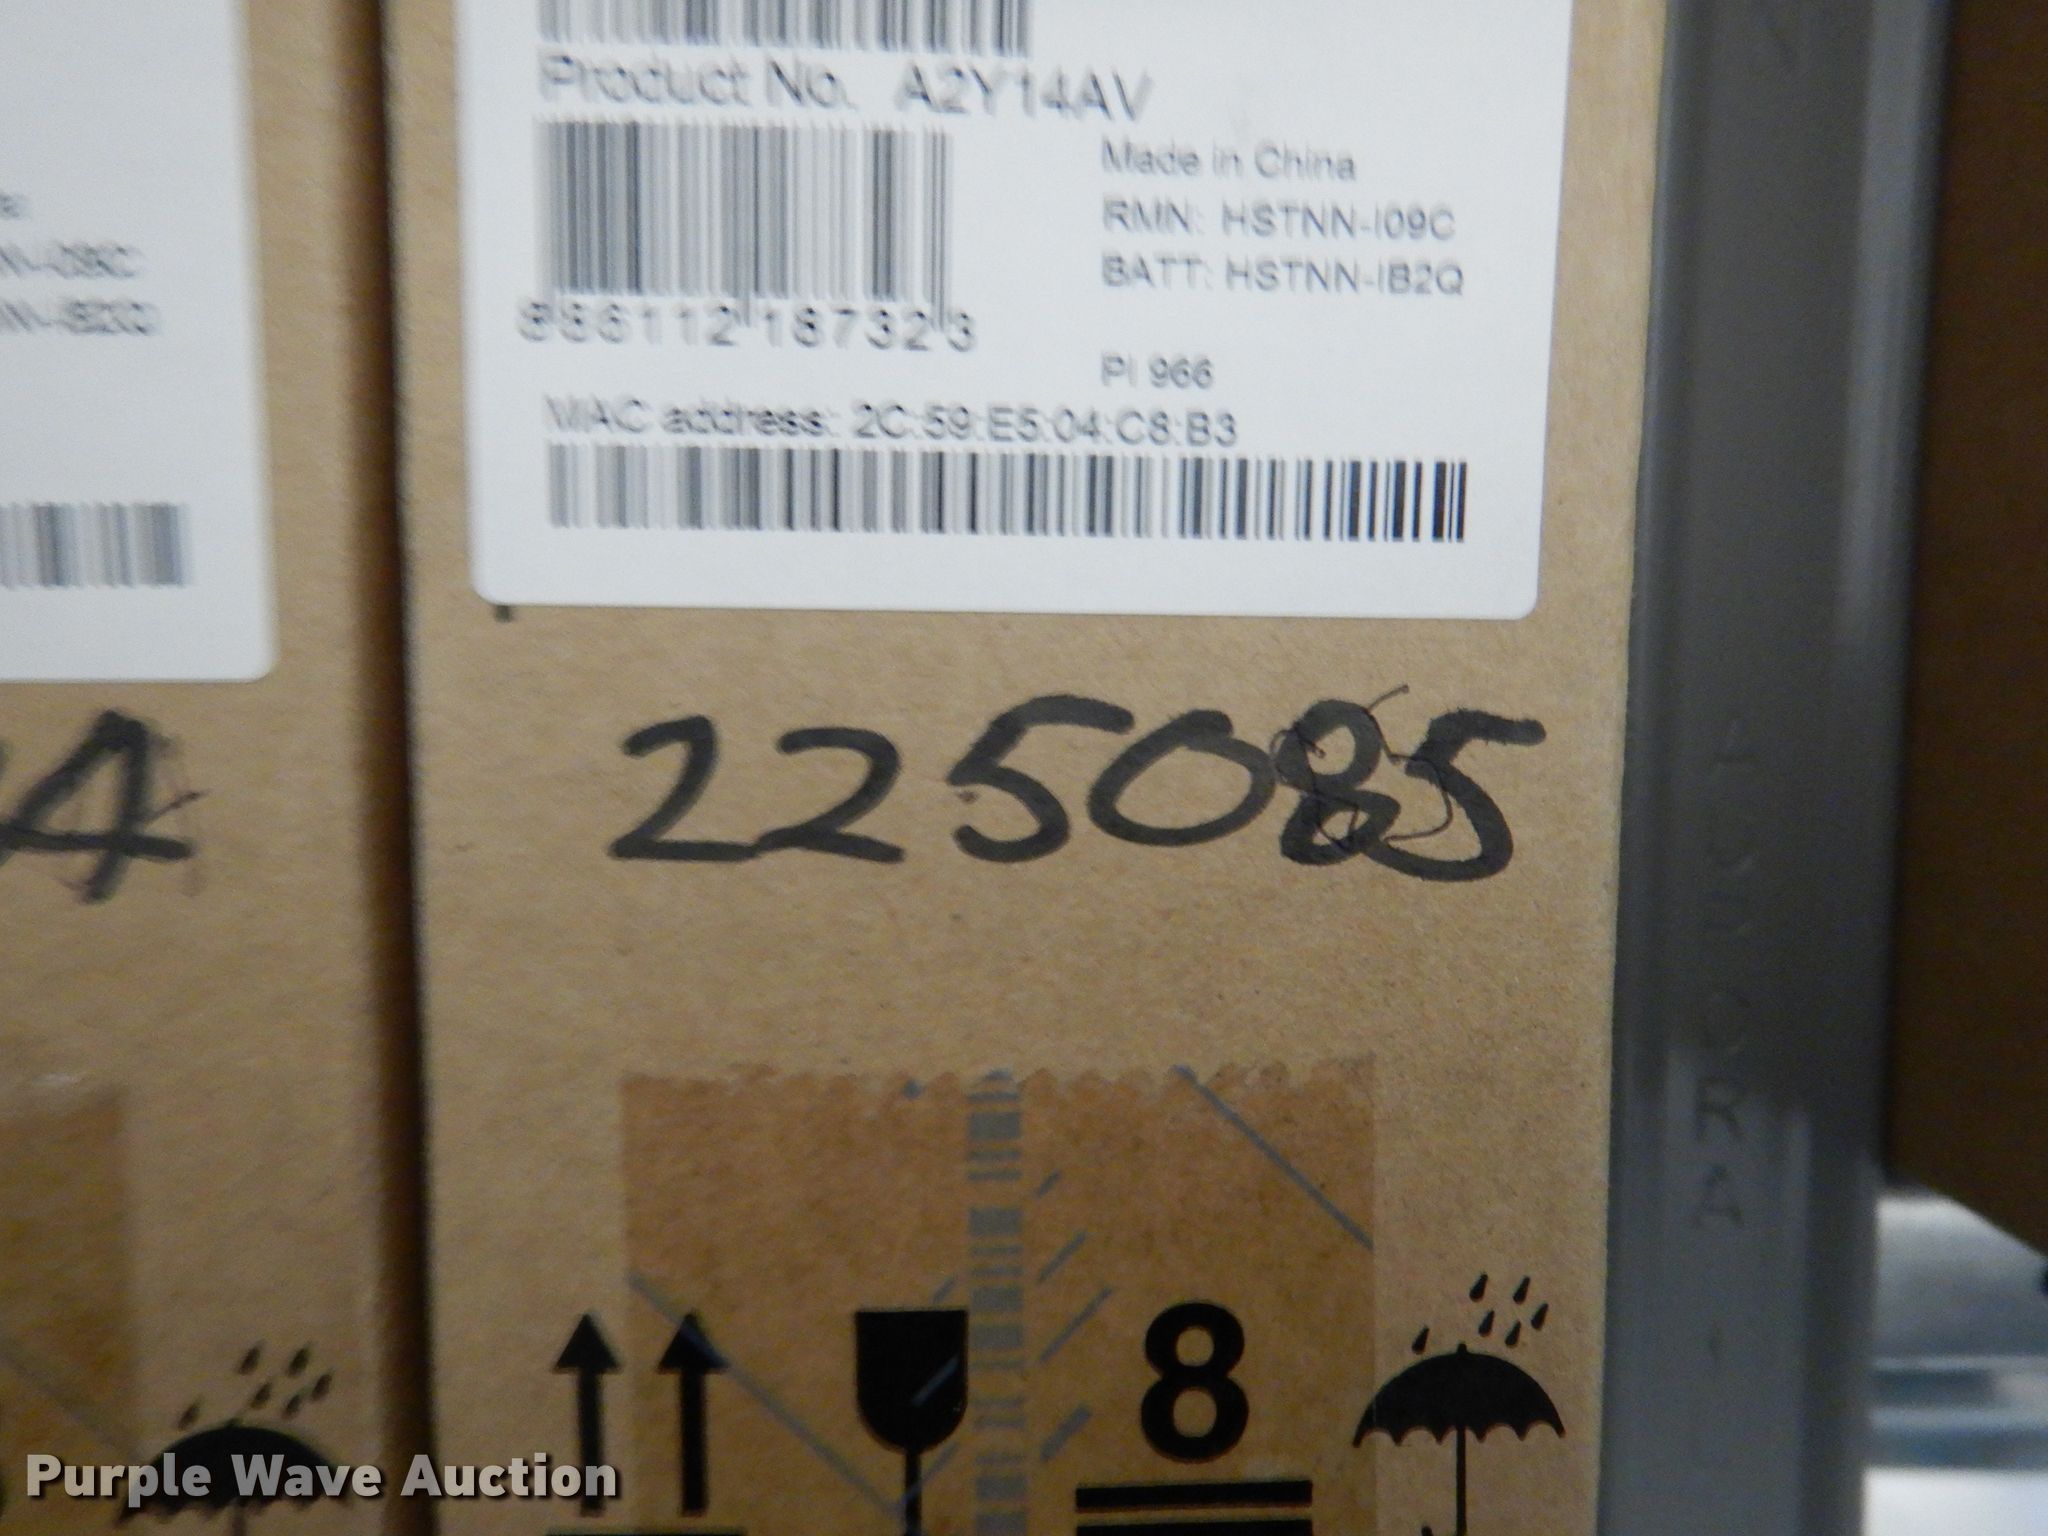 Product No. A2Y14AV
Made in China
RMN: HSTNN-I09C
BATT: HSTNN-IB2Q
886112 18732 3
PI 966
MAC address: 2C:59:E5:04:C8:B3
225085
8
Purple Wave Auction